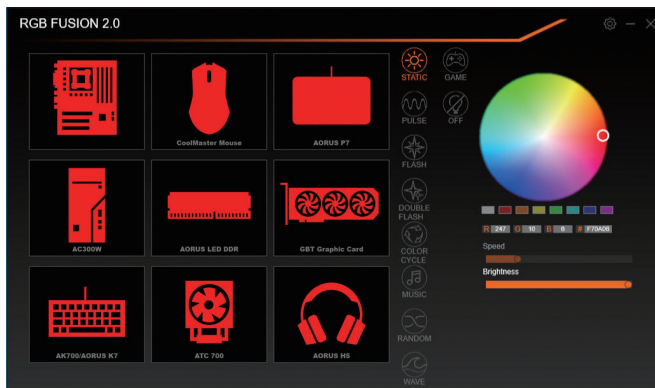 RGB FUSION 2.0
CoolMaster Mouse
AORUS P7
AC300W
AORUS LED DDR
GBT Graphic Card
AK700/AORUS K7
ATC 700
AORUS H5
STATIC
GAME
PULSE
OFF
FLASH
DOUBLE
FLASH
COLOR
CYCLE
MUSIC
RANDOM
WAVE
R 247 G 10 B 6 # F70A06
Speed
Brightness